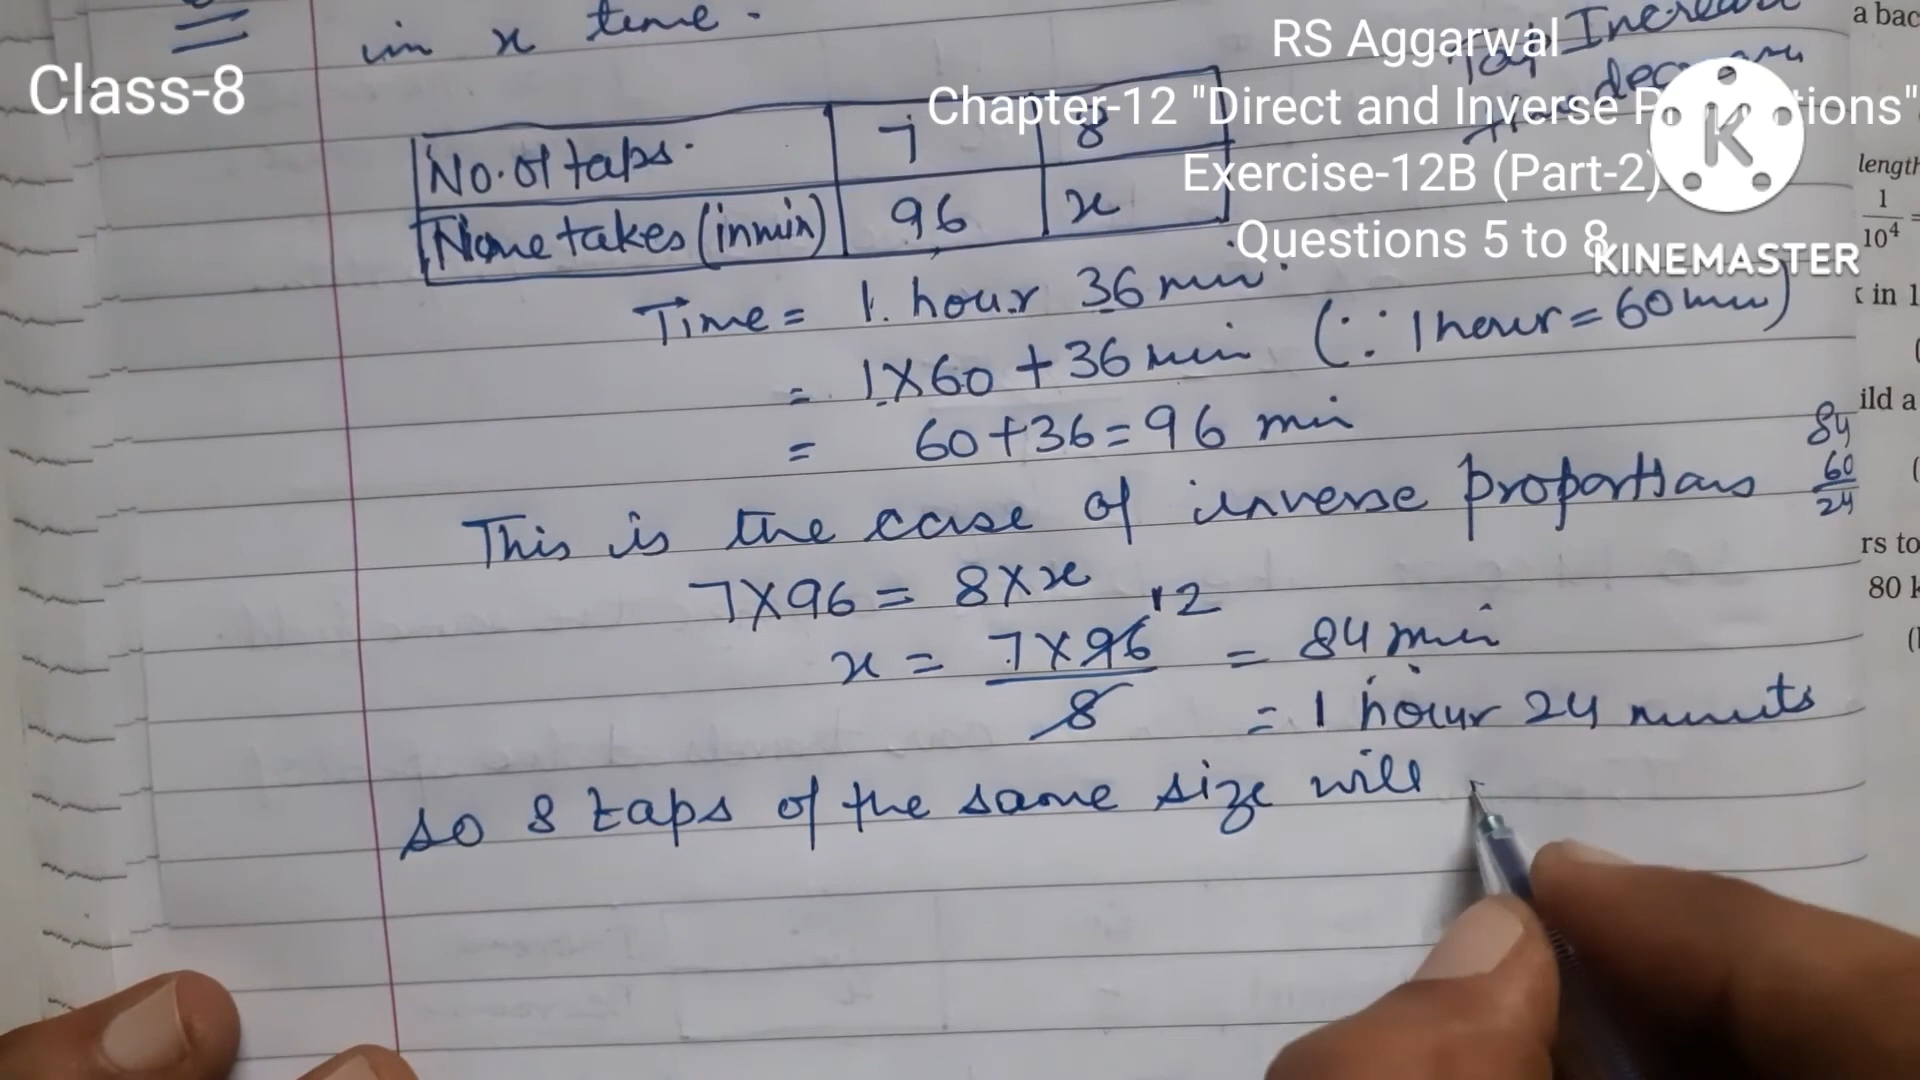 in x time.
Class-8
RS Aggarwal
Chapter-12 "Direct and Inverse
Exercise-12B (Part-2)
Questions 5 to 8
K
KINEMASTER
No. of taps. 7 8
takes (in min) 96 x
Time = 1 hour 36 min
= 1×60 + 36 min (∵ 1 hour = 60 min)
= 60+36=96 min
This is the case of inverse proportions
7×96 = 8×x
x = 7×96 12 / 8 = 84 min
= 1 hour 24
so 8 taps of the same size will
84
60
24
a bac
length
1
10⁴ =
in 1
ild a
rs to
80 k